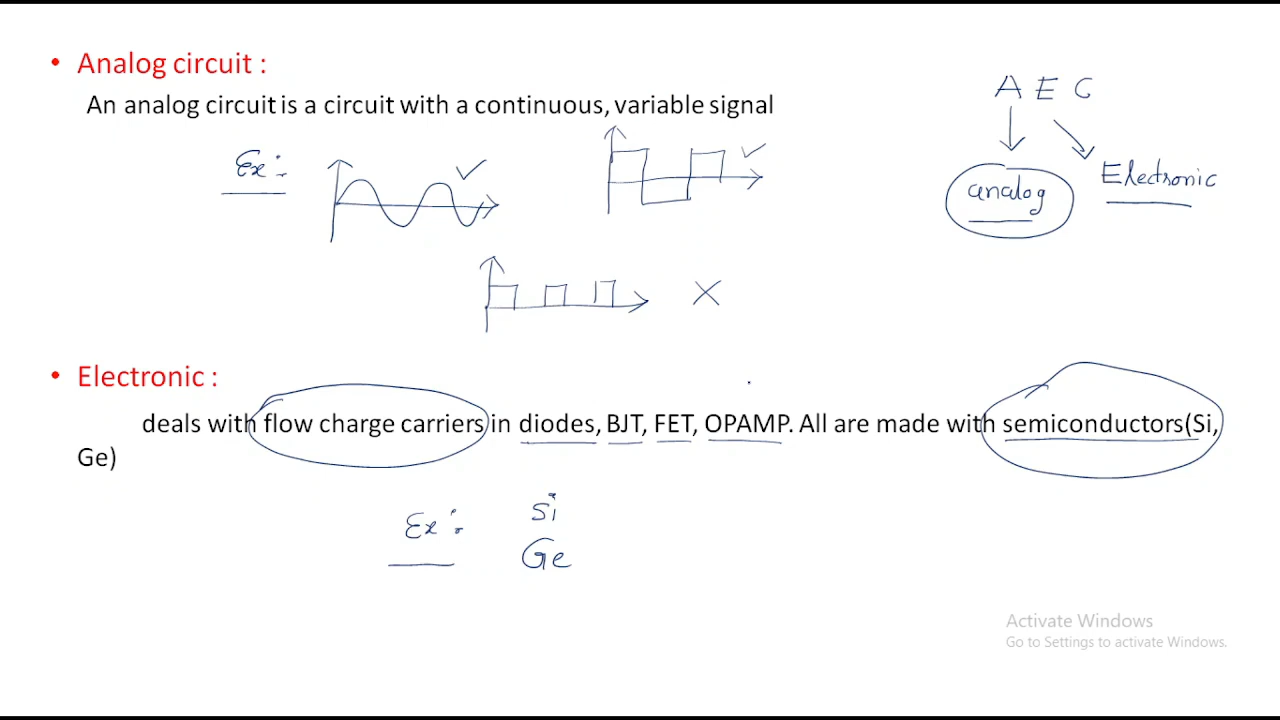 • Analog circuit :
An analog circuit is a circuit with a continuous, variable signal
A E C
Ex :-
analog
Electronic
• Electronic :
deals with flow charge carriers in diodes, BJT, FET, OPAMP. All are made with semiconductors(Si,
Ge)
Ex :-
Si
Ge
Activate Windows
Go to Settings to activate Windows.